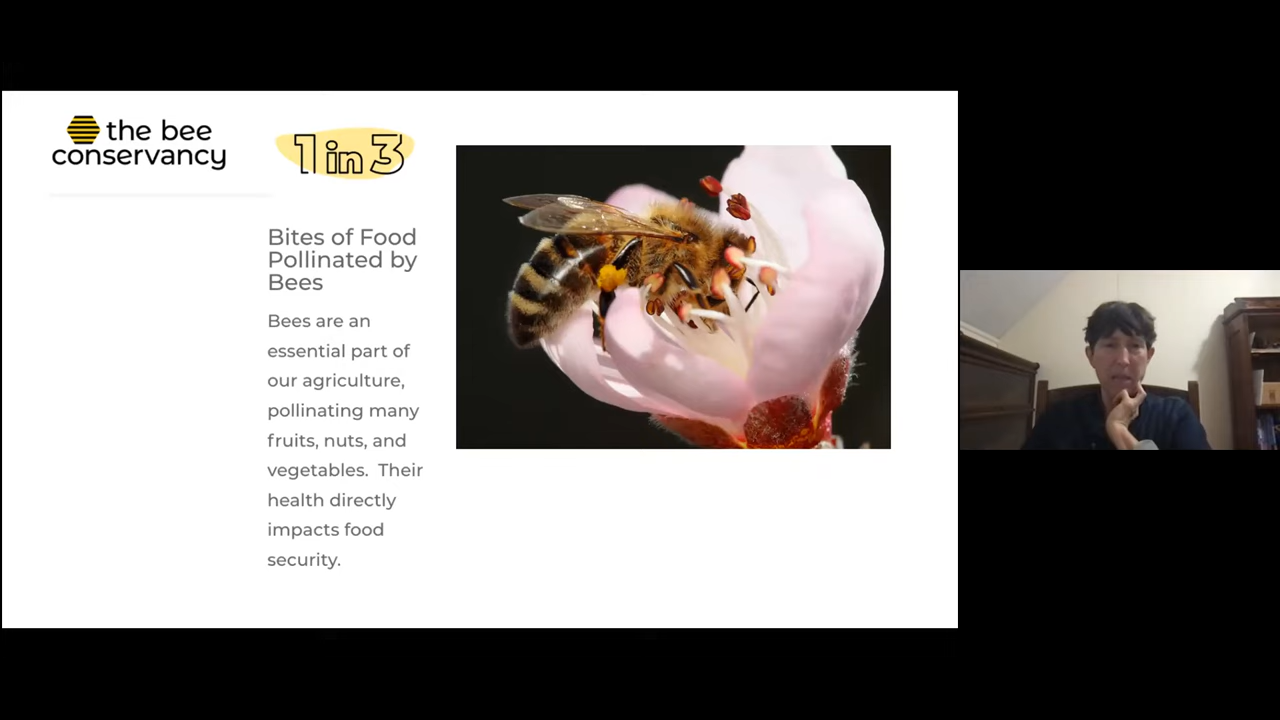 the bee
conservancy
1 in 3
Bites of Food
Pollinated by
Bees
Bees are an
essential part of
our agriculture,
pollinating many
fruits, nuts, and
vegetables.  Their
health directly
impacts food
security.